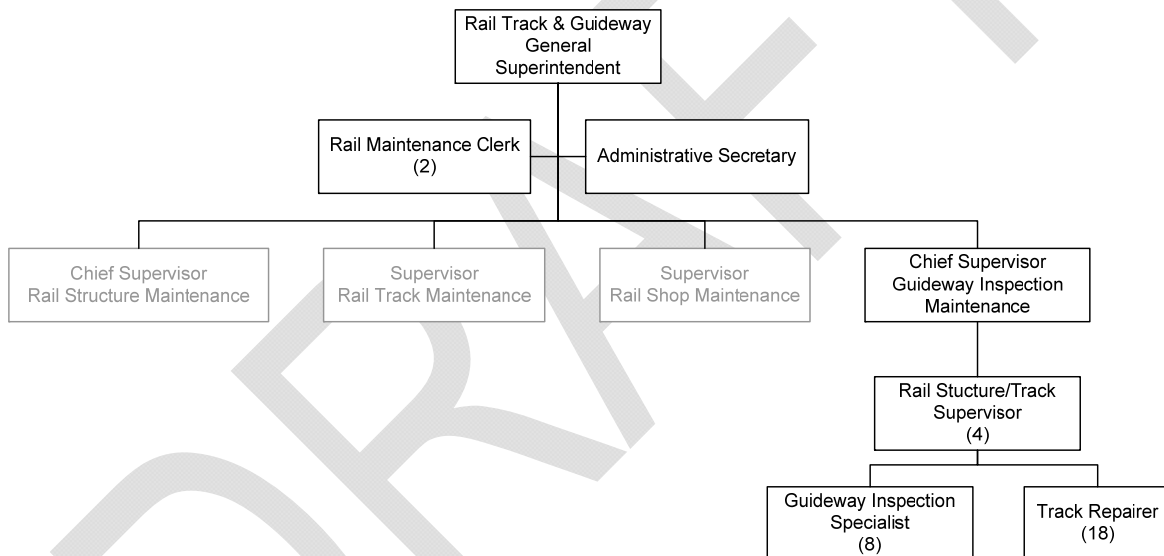 Rail Track & Guideway
General
Superintendent
Rail Maintenance Clerk
(2)
Administrative Secretary
Chief Supervisor
Rail Structure Maintenance
Supervisor
Rail Track Maintenance
Supervisor
Rail Shop Maintenance
Chief Supervisor
Guideway Inspection
Maintenance
Rail Stucture/Track
Supervisor
(4)
Guideway Inspection
Specialist
(8)
Track Repairer
(18)
DRAFT